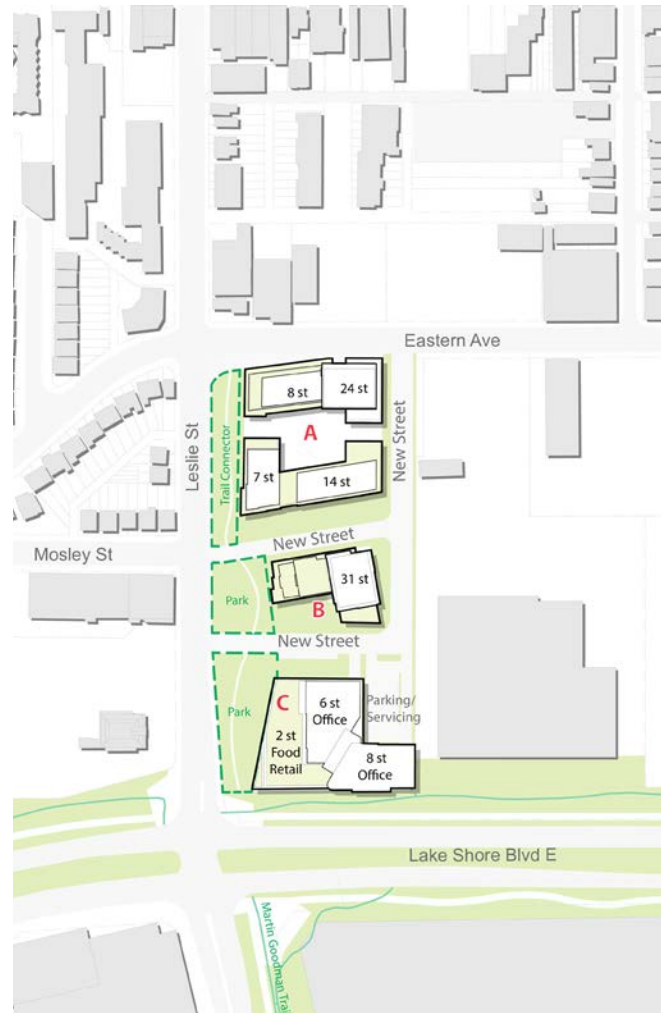 Eastern Ave
8 st
24 st
A
Leslie St
Trail Connector
New Street
7 st
14 st
New Street
Mosley St
31 st
Park
B
New Street
C
6 st
Office
Parking/
Servicing
Park
2 st
Food
Retail
8 st
Office
Lake Shore Blvd E
Martin Goodman Trail